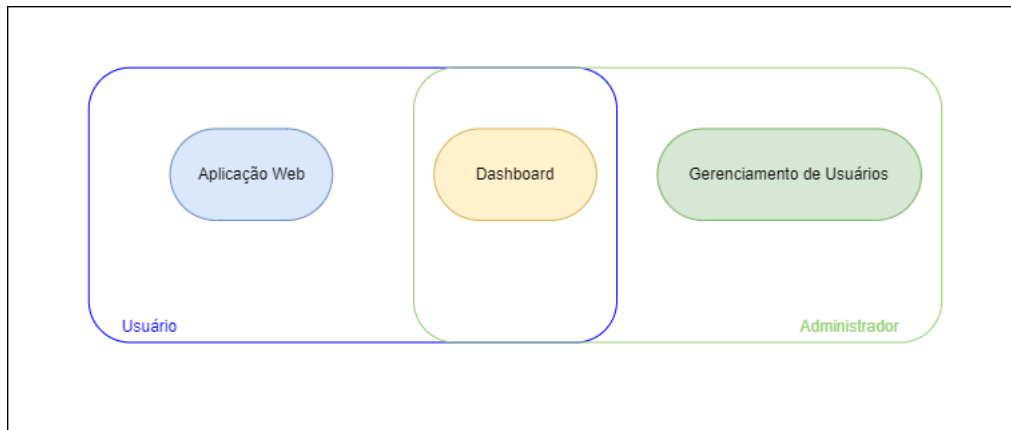 Aplicação Web
Dashboard
Gerenciamento de Usuários
Usuário
Administrador